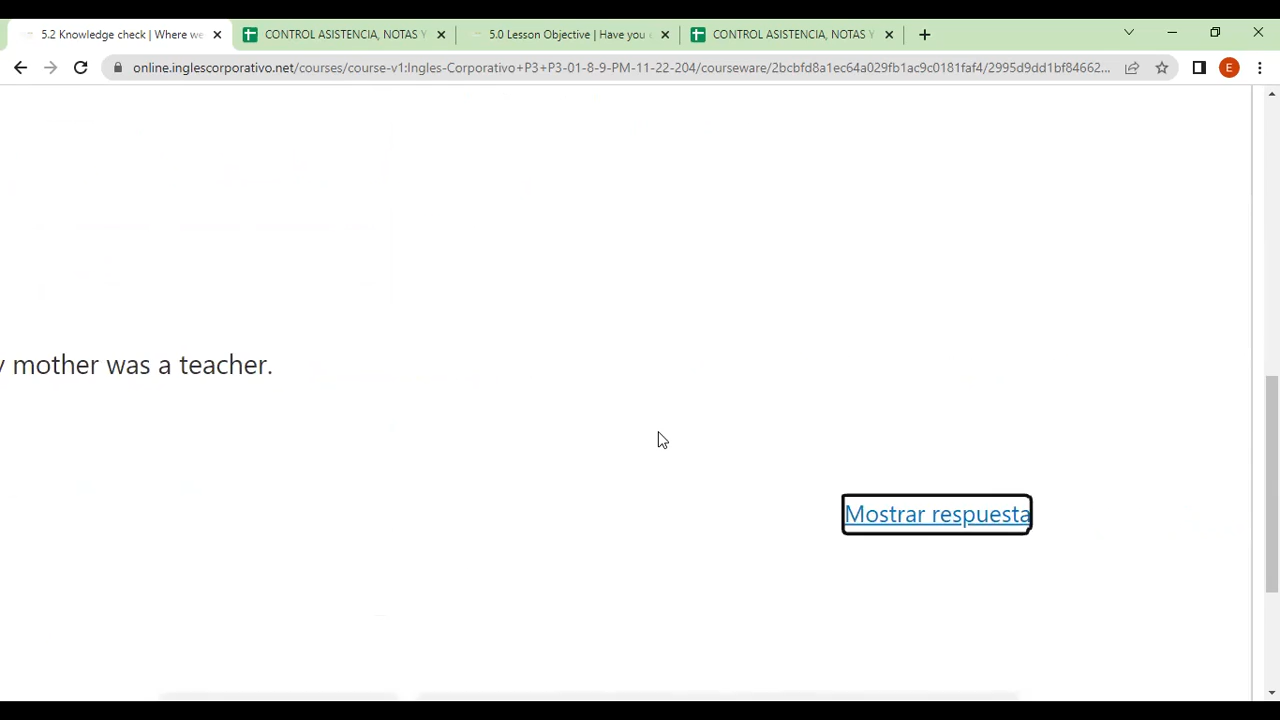 5.2 Knowledge check | Where we
CONTROL ASISTENCIA, NOTAS Y
5.0 Lesson Objective | Have you
CONTROL ASISTENCIA, NOTAS Y
online.inglescorporativo.net/courses/course-v1:Ingles-Corporativo+P3+P3-01-8-9-PM-11-22-204/courseware/2bcbfd8a1ec64a029fb1ac9c0181faf4/2995d9dd1bf84662...
E
y mother was a teacher.
Mostrar respuesta